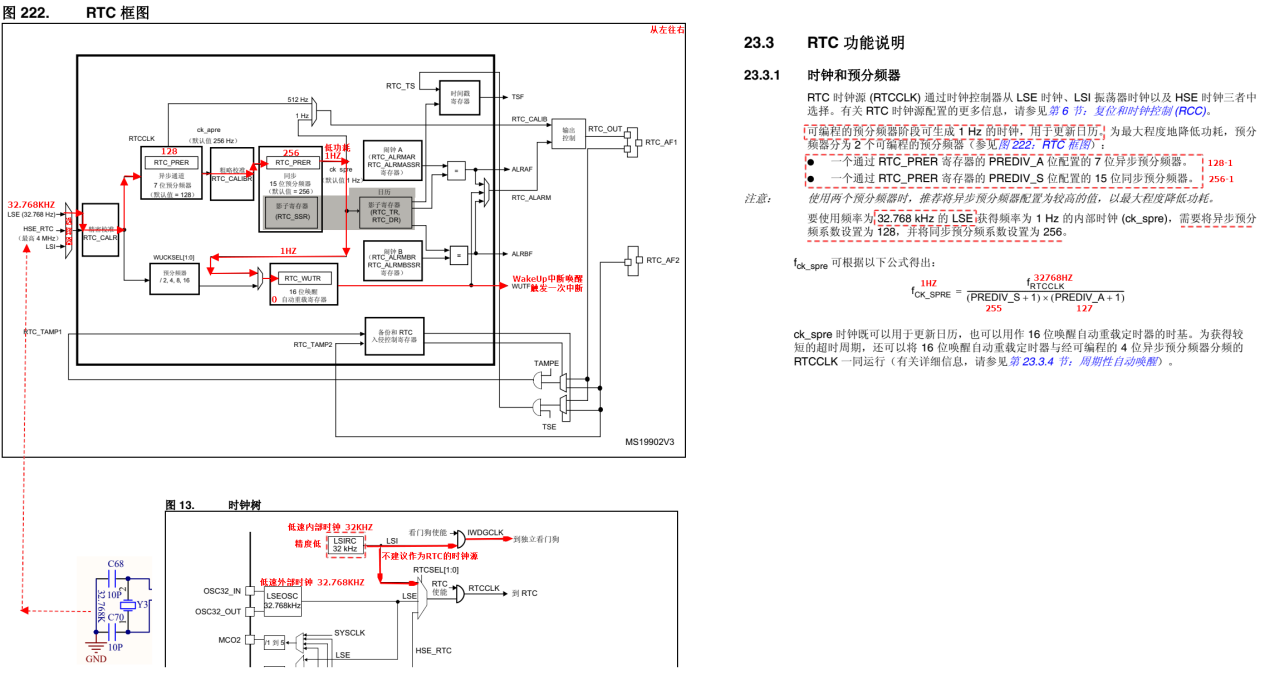 图 222. RTC 框图
从左往右
RTC_TS
时间戳
寄存器
TSF
512 Hz
1 Hz
ck_apre
(默认值 256 Hz)
RTCCLK
RTC_CALIB
输出
控制
RTC_OUT
RTC_AF1
128
RTC_PRER
异步通道
7 位预分频器
(默认值 = 128)
粗略校准
RTC_CALIBR
256
RTC_PRER
同步
15 位预分频器
(默认值 = 256)
低功耗
1HZ
ck_spre
(默认值 1 Hz)
闹钟 A
(RTC_ALRMAR
RTC_ALRMASSR
寄存器)
=
ALRAF
RTC_ALARM
日历
影子寄存器
(RTC_SSR)
影子寄存器
(RTC_TR,
RTC_DR)
32.768KHZ
LSE (32.768 Hz)
HSE_RTC
(最高 4 MHz)
LSI
精密校准
RTC_CALR
闹钟 B
(RTC_ALRMBR
RTC_ALRMBSSR
寄存器)
=
ALRBF
RTC_AF2
1HZ
WUCKSEL[1:0]
预分频器
/ 2, 4, 8, 16
RTC_WUTR
0
16 位唤醒
自动重载寄存器
WakeUp中断唤醒
WUTF
触发一次中断
RTC_TAMP1
备份和 RTC
入侵控制寄存器
RTC_TAMP2
TAMPE
TSE
MS19902V3
图 13. 时钟树
低速内部时钟 32KHZ
精度低
LSIRC
32 kHz
LSI
看门狗使能
IWDGCLK
到独立看门狗
不建议作为RTC的时钟源
RTCSEL[1:0]
低速外部时钟 32.768KHZ
OSC32_IN
OSC32_OUT
LSEOSC
32.768kHz
LSE
RTC
使能
RTCCLK
到 RTC
MCO2
/1 到 5
SYSCLK
LSE
HSE_RTC
C68
10P
32.768K
2
1
Y3
C70
10P
GND
23.3 RTC 功能说明
23.3.1 时钟和预分频器
RTC 时钟源 (RTCCLK) 通过时钟控制器从 LSE 时钟、LSI 振荡器时钟以及 HSE 时钟三者中
选择。有关 RTC 时钟源配置的更多信息，请参见第 6 节：复位和时钟控制 (RCC)。
可编程的预分频器阶段可生成 1 Hz 的时钟，用于更新日历。为最大程度地降低功耗，预分
频器分为 2 个可编程的预分频器（参见图 222：RTC 框图）：
● 一个通过 RTC_PRER 寄存器的 PREDIV_A 位配置的 7 位异步预分频器。 128-1
● 一个通过 RTC_PRER 寄存器的 PREDIV_S 位配置的 15 位同步预分频器。 256-1
注意： 使用两个预分频器时，推荐将异步预分频器配置为较高的值，以最大程度降低功耗。
要使用频率为 32.768 kHz 的 LSE 获得频率为 1 Hz 的内部时钟 (ck_spre)，需要将异步预分
频系数设置为 128，并将同步预分频系数设置为 256。
fck_spre 可根据以下公式得出：
1HZ 32768HZ
fCK_SPRE = fRTCCLK
(PREDIV_S + 1) × (PREDIV_A + 1)
255 127
ck_spre 时钟既可以用于更新日历，也可以用作 16 位唤醒自动重载定时器的时基。为获得较
短的超时周期，还可以将 16 位唤醒自动重载定时器与经可编程的 4 位异步预分频器分频的
RTCCLK 一同运行（有关详细信息，请参见第 23.3.4 节：周期性自动唤醒）。